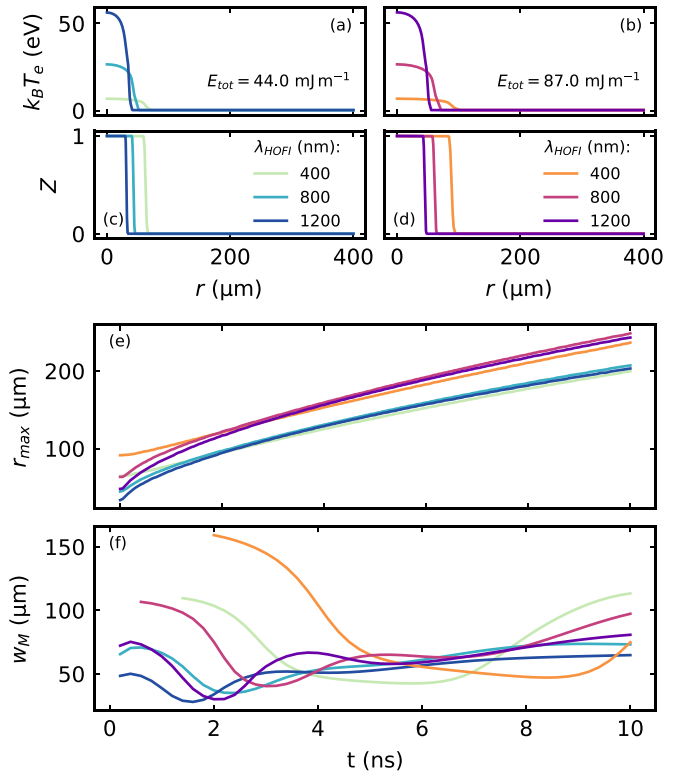 (a)
(b)
50
0
k_BT_e (eV)
E_tot = 44.0 mJ m⁻¹
E_tot = 87.0 mJ m⁻¹
1
0
Z
λ_HOFI (nm):
400
800
1200
(c)
λ_HOFI (nm):
400
800
1200
(d)
0 200 400
0 200 400
r (μm)
r (μm)
(e)
200
100
r_max (μm)
(f)
150
100
50
w_M (μm)
0 2 4 6 8 10
t (ns)